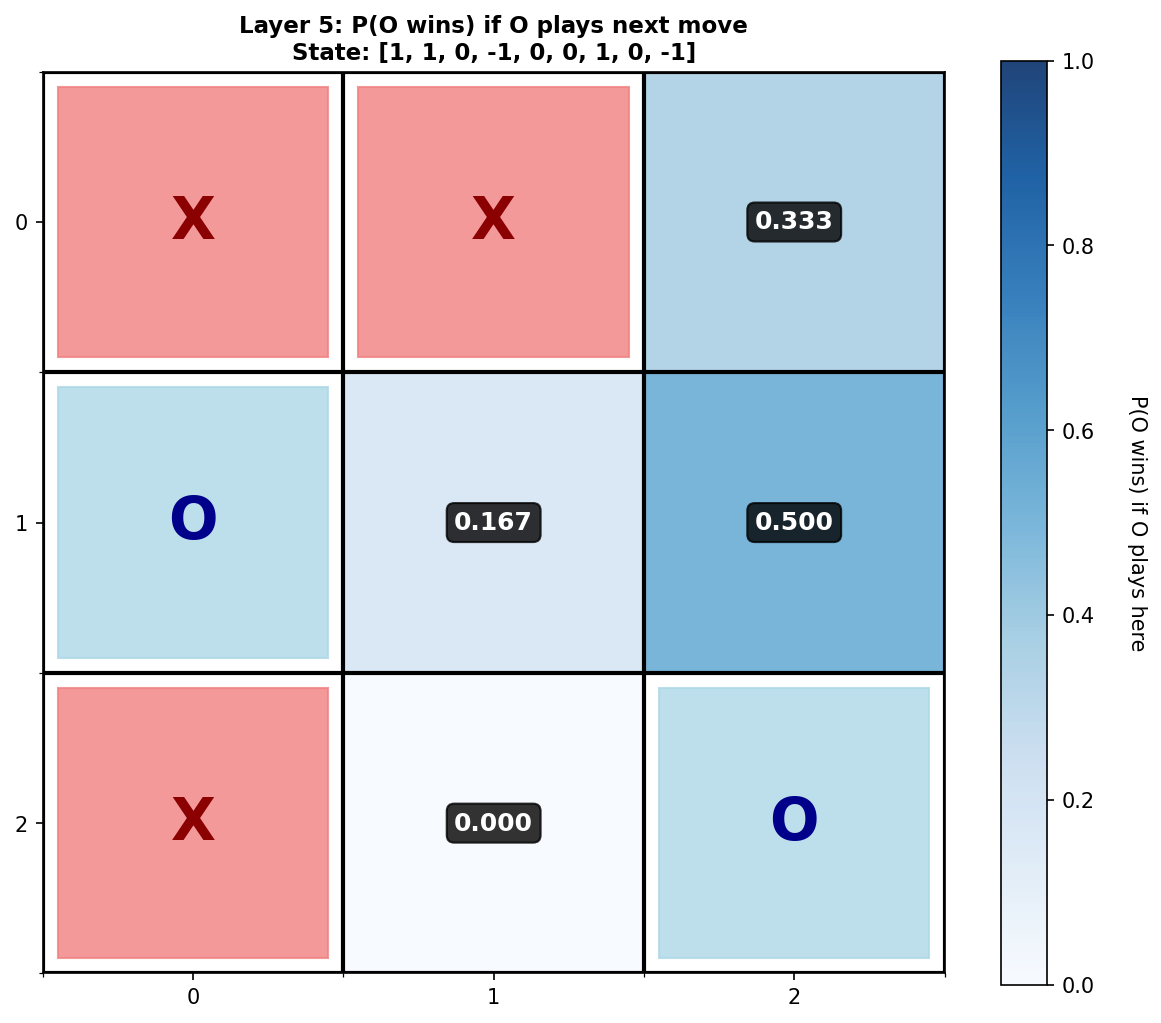 Layer 5: P(O wins) if O plays next move
State: [1, 1, 0, -1, 0, 0, 1, 0, -1]
X
X
0.333
O
0.167
0.500
X
0.000
O
0
1
2
0
1
2
1.0
0.8
0.6
0.4
0.2
0.0
P(O wins) if O plays here